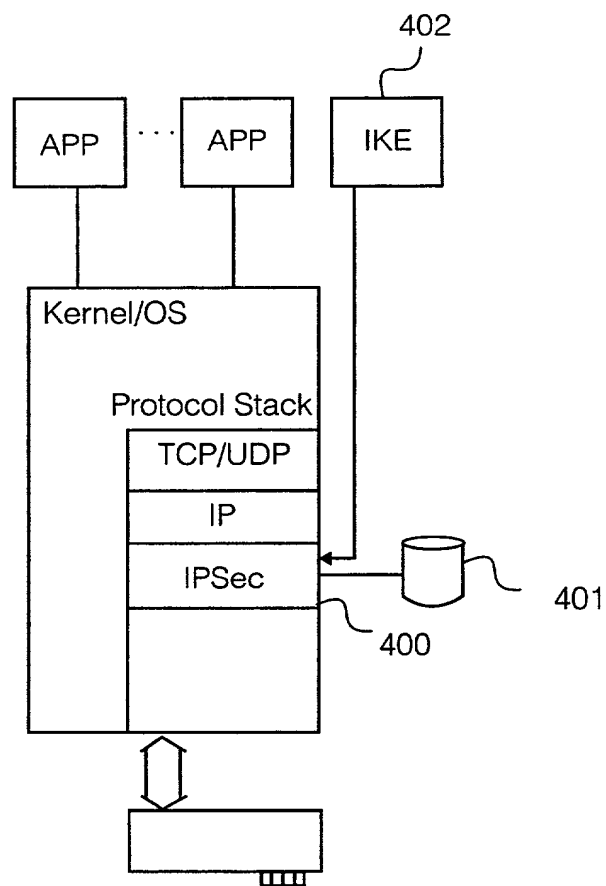 402
APP
. . .
APP
IKE
Kernel/OS
Protocol Stack
TCP/UDP
IP
IPSec
401
400